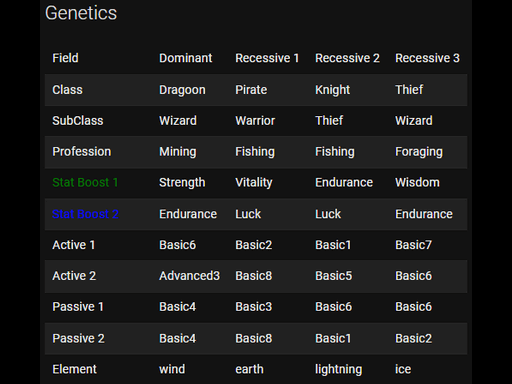 Genetics
Field Dominant Recessive 1 Recessive 2 Recessive 3
Class Dragoon Pirate Knight Thief
SubClass Wizard Warrior Thief Wizard
Profession Mining Fishing Fishing Foraging
Stat Boost 1 Strength Vitality Endurance Wisdom
Stat Boost 2 Endurance Luck Luck Endurance
Active 1 Basic6 Basic2 Basic1 Basic7
Active 2 Advanced3 Basic8 Basic5 Basic6
Passive 1 Basic4 Basic3 Basic6 Basic6
Passive 2 Basic4 Basic8 Basic1 Basic2
Element wind earth lightning ice